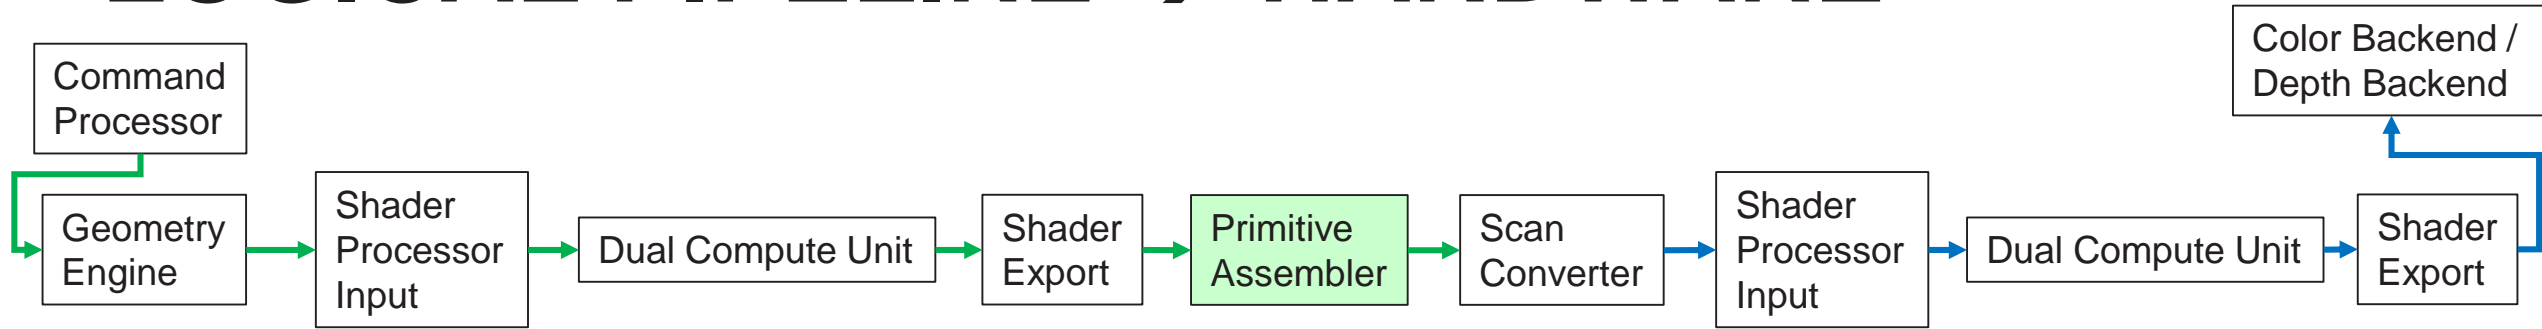 Command
Processor
Geometry
Engine
Shader
Processor
Input
Dual Compute Unit
Shader
Export
Primitive
Assembler
Scan
Converter
Shader
Processor
Input
Dual Compute Unit
Shader
Export
Color Backend /
Depth Backend